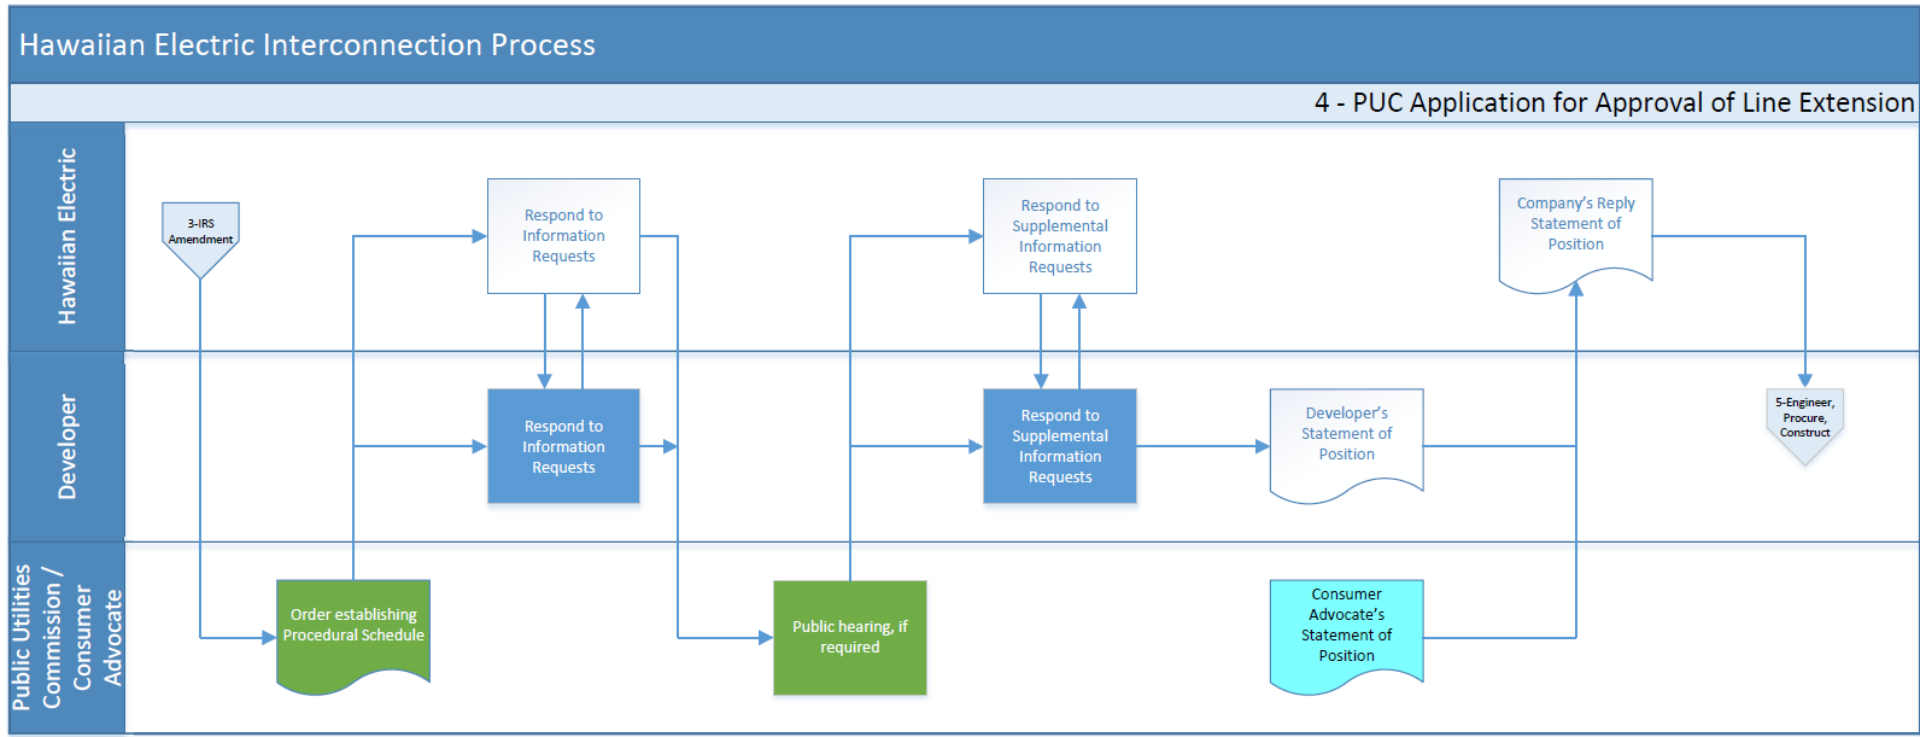 Hawaiian Electric Interconnection Process
4 - PUC Application for Approval of Line Extension
Hawaiian Electric
3-IRS
Amendment
Respond to
Information
Requests
Respond to
Supplemental
Information
Requests
Company's Reply
Statement of
Position
Developer
Respond to
Information
Requests
Respond to
Supplemental
Information
Requests
Developer's
Statement of
Position
5-Engineer,
Procure,
Construct
Public Utilities
Commission /
Consumer
Advocate
Order establishing
Procedural Schedule
Public hearing, if
required
Consumer
Advocate's
Statement of
Position